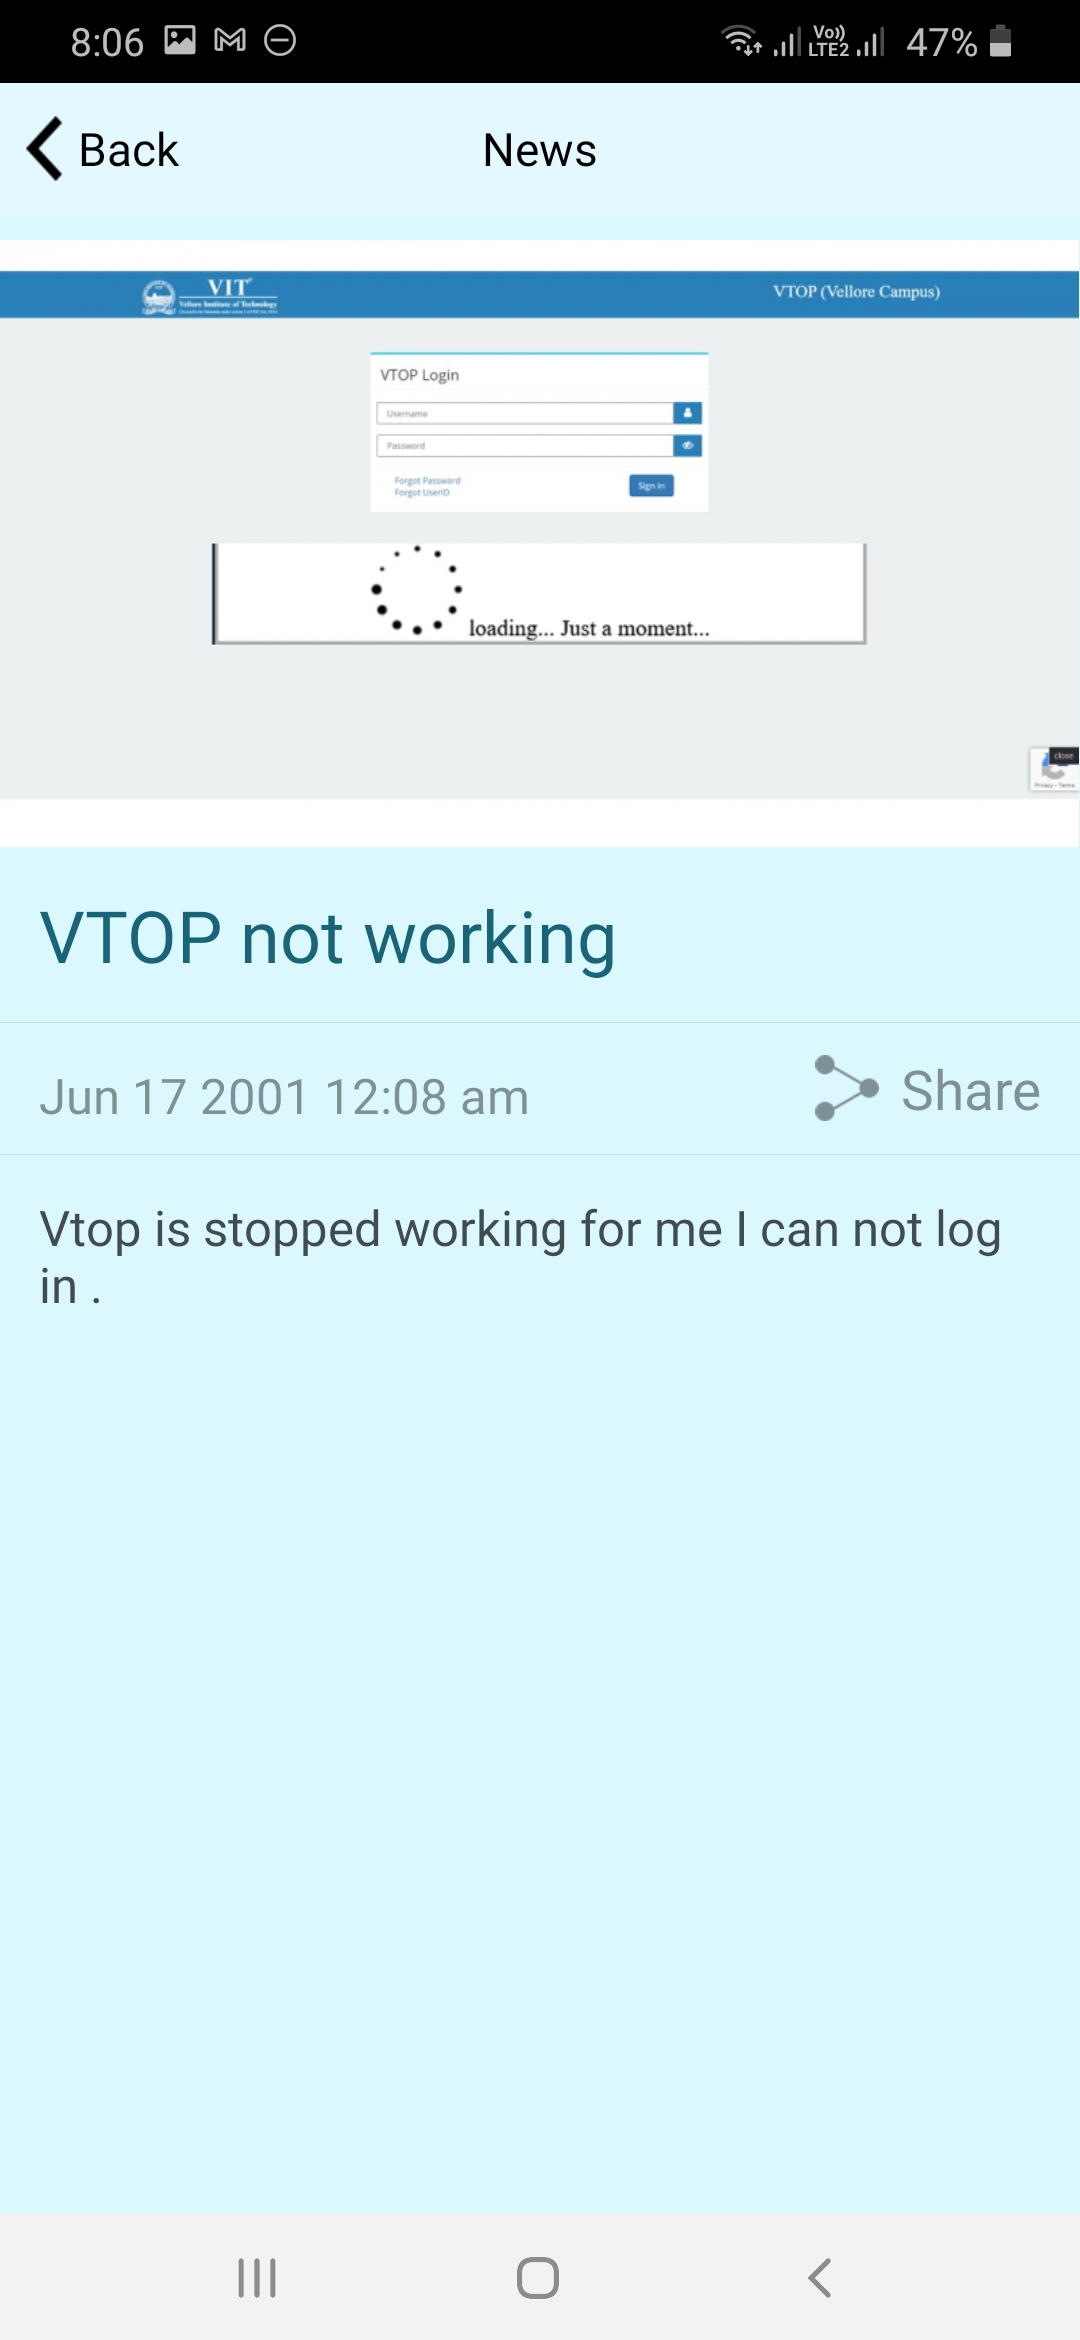 8:06
Vo))
LTE2
47%
Back
News
VIT
Vellore Institute of Technology
VTOP (Vellore Campus)
VTOP Login
Username
Password
Forgot Password
Forgot UserID
Sign In
loading... Just a moment...
close
Privacy - Terms
VTOP not working
Jun 17 2001 12:08 am
Share
Vtop is stopped working for me I can not log
in .